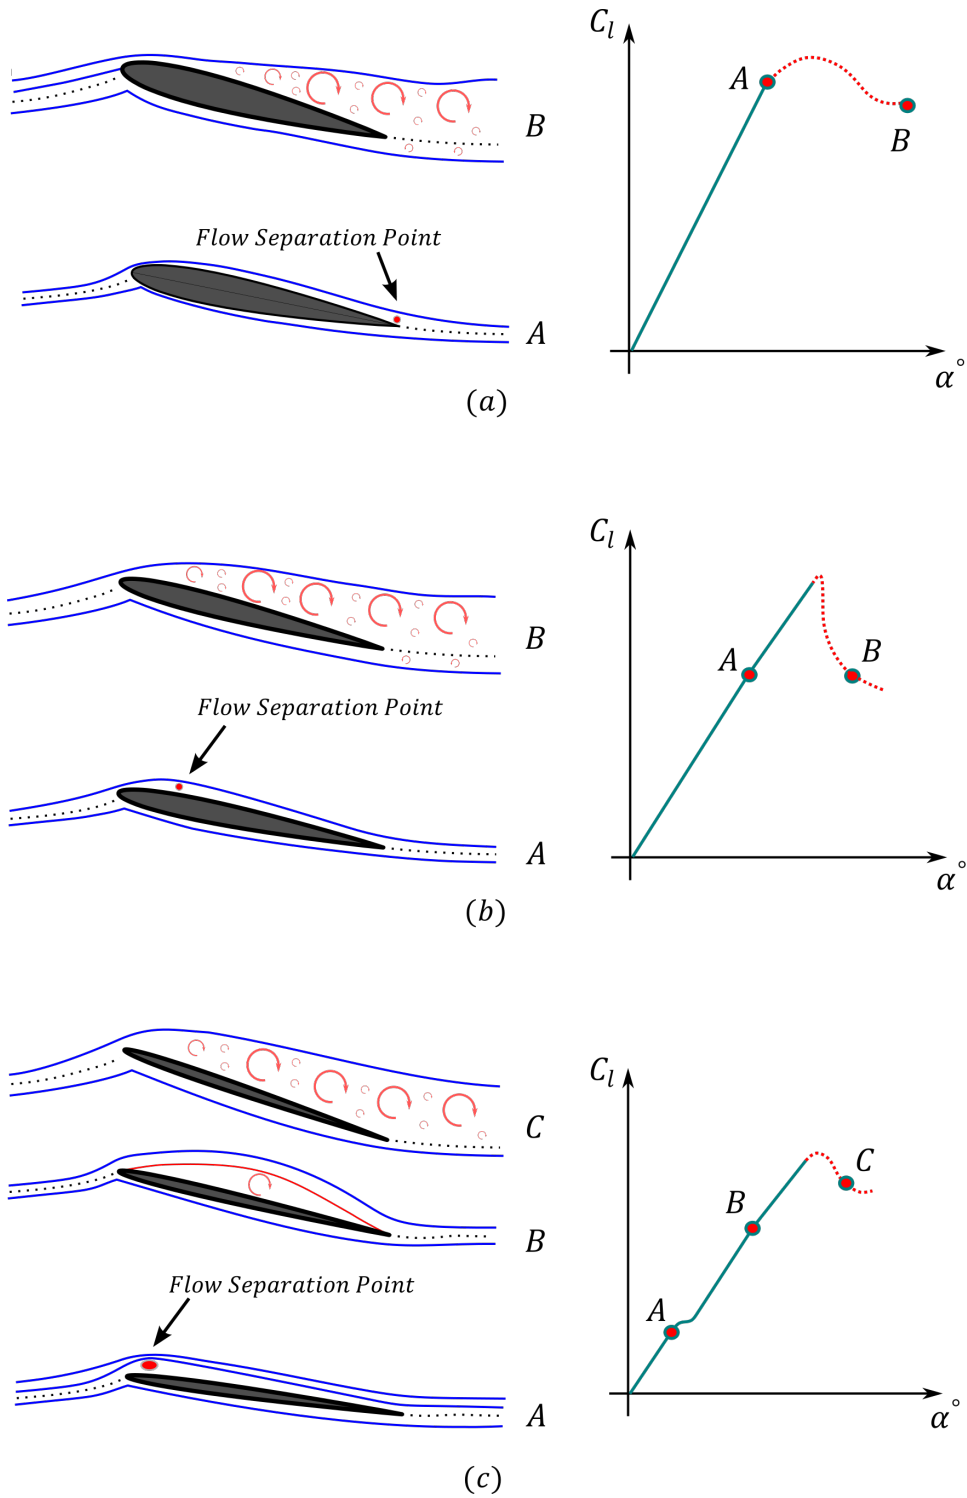 C_l
A
B
B
Flow Separation Point
A
α°
(a)
C_l
B
A
B
Flow Separation Point
A
α°
(b)
C_l
C
C
B
B
Flow Separation Point
A
A
α°
(c)